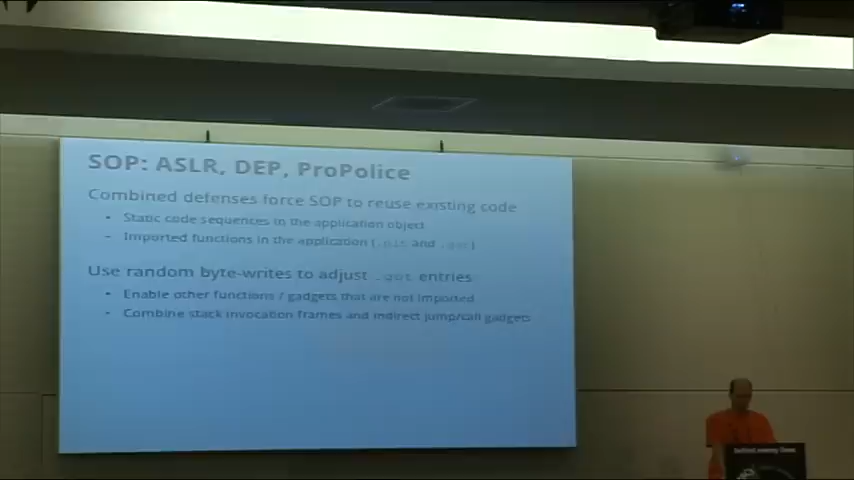 SOP: ASLR, DEP, ProPolice
Combined defenses force SOP to reuse existing code
• Static code sequences in the application object
– Imported functions in the application (.plt and .got)
Use random byte-writes to adjust .got entries
• Enable other functions / gadgets that are not imported
• Combine stack invocation frames and indirect jump/call gadgets